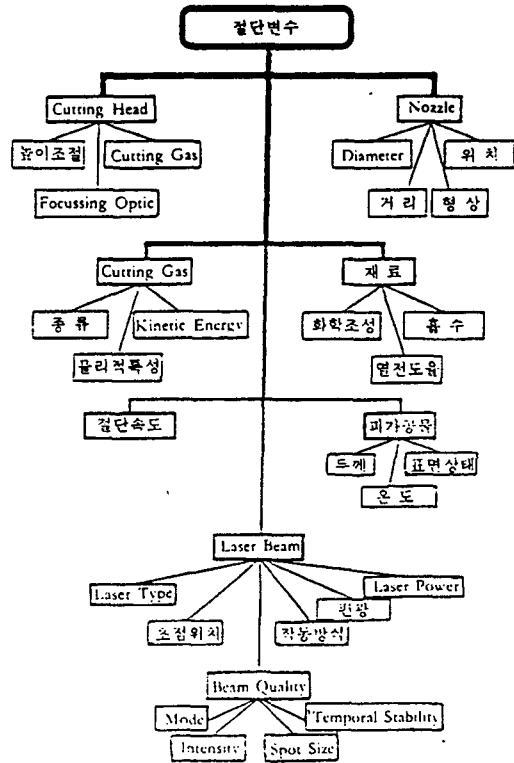 절단변수
Cutting Head
Nozzle
높이조절
Cutting Gas
Focussing Optic
Diameter
위치
거리
형상
Cutting Gas
재료
종류
Kinetic Energy
물리적특성
화학조성
흡수
열전도율
절단속도
피가공물
두께
표면상태
온도
Laser Beam
Laser Type
Laser Power
편광
초점위치
작동방식
Beam Quality
Mode
Temporal Stability
Intensity
Spot Size